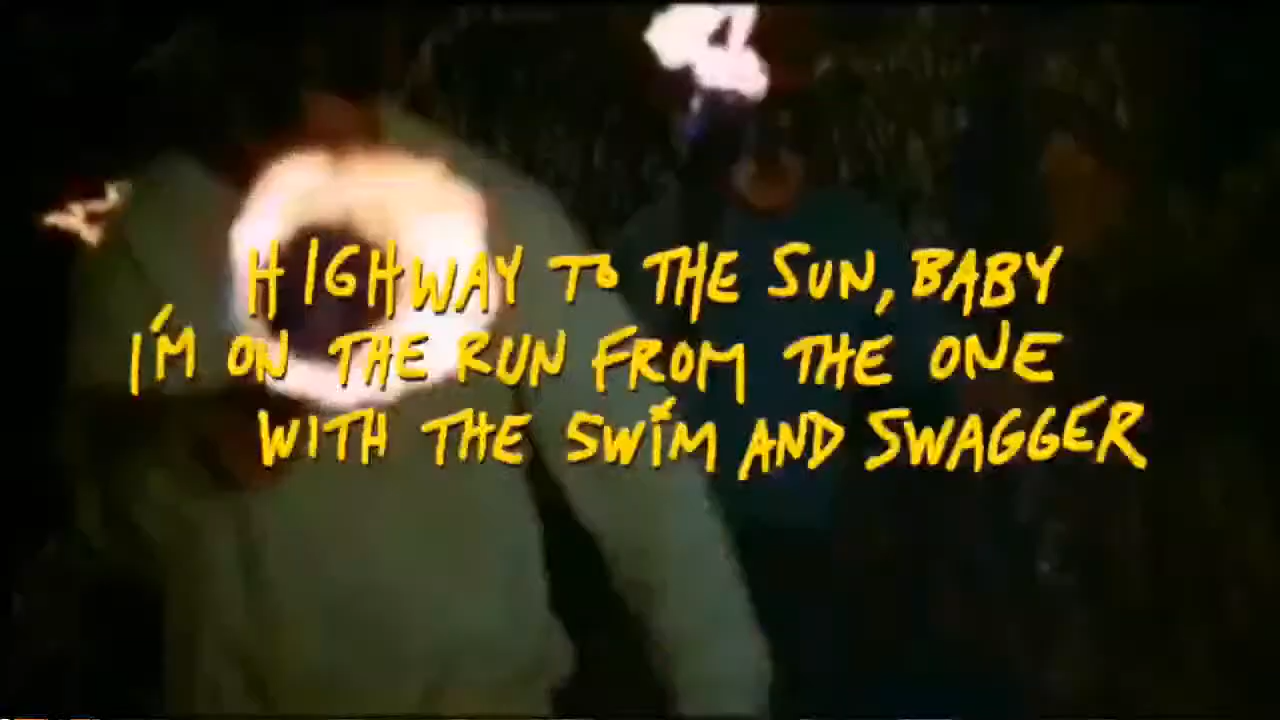 HIGHWAY TO THE SUN, BABY
I'M ON THE RUN FROM THE ONE
WITH THE SWIM AND SWAGGER